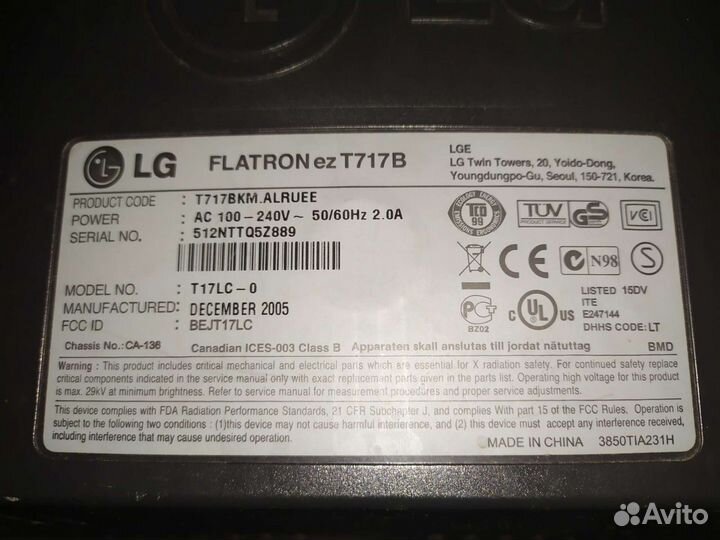 LG
LG FLATRON ez T717B
LGE
LG Twin Towers, 20, Yoido-Dong,
Youngdungpo-Gu, Seoul, 150-721, Korea.
PRODUCT CODE : T717BKM.ALRUEE
POWER : AC 100-240V~ 50/60Hz 2.0A
SERIAL NO. : 512NTTQ5Z889
TCO 99
TÜV
PRODUCT SERVICE
GS
VCI
CE
N98
MODEL NO. : T17LC-0
MANUFACTURED: DECEMBER 2005
FCC ID : BEJT17LC
BZ02
c UL US
LISTED 15DV
ITE
E247144
DHHS CODE: LT
Chassis No.: CA-136 Canadian ICES-003 Class B Apparaten skall anslutas till jordat nätuttag BMD
Warning : This product includes critical mechanical and electrical parts which are essential for X radiation safety. For continued safety replace
critical components indicated in the service manual only with exact replacement parts given in the parts list. Operating high voltage for this product
is max. 29kV at minimum brightness. Refer to service manual for measurement procedures and proper service adjustments.
This device complies with FDA Radiation Performance Standards, 21 CFR Subchapter J, and Complies with Part 15 of the FCC Rules. Operation is
subject to the following two conditions : (1)this device may not cause harmful interference, and (2) this device must accept any interference received,
including interference that may cause undesired operation.
MADE IN CHINA 3850TIA231H
Avito